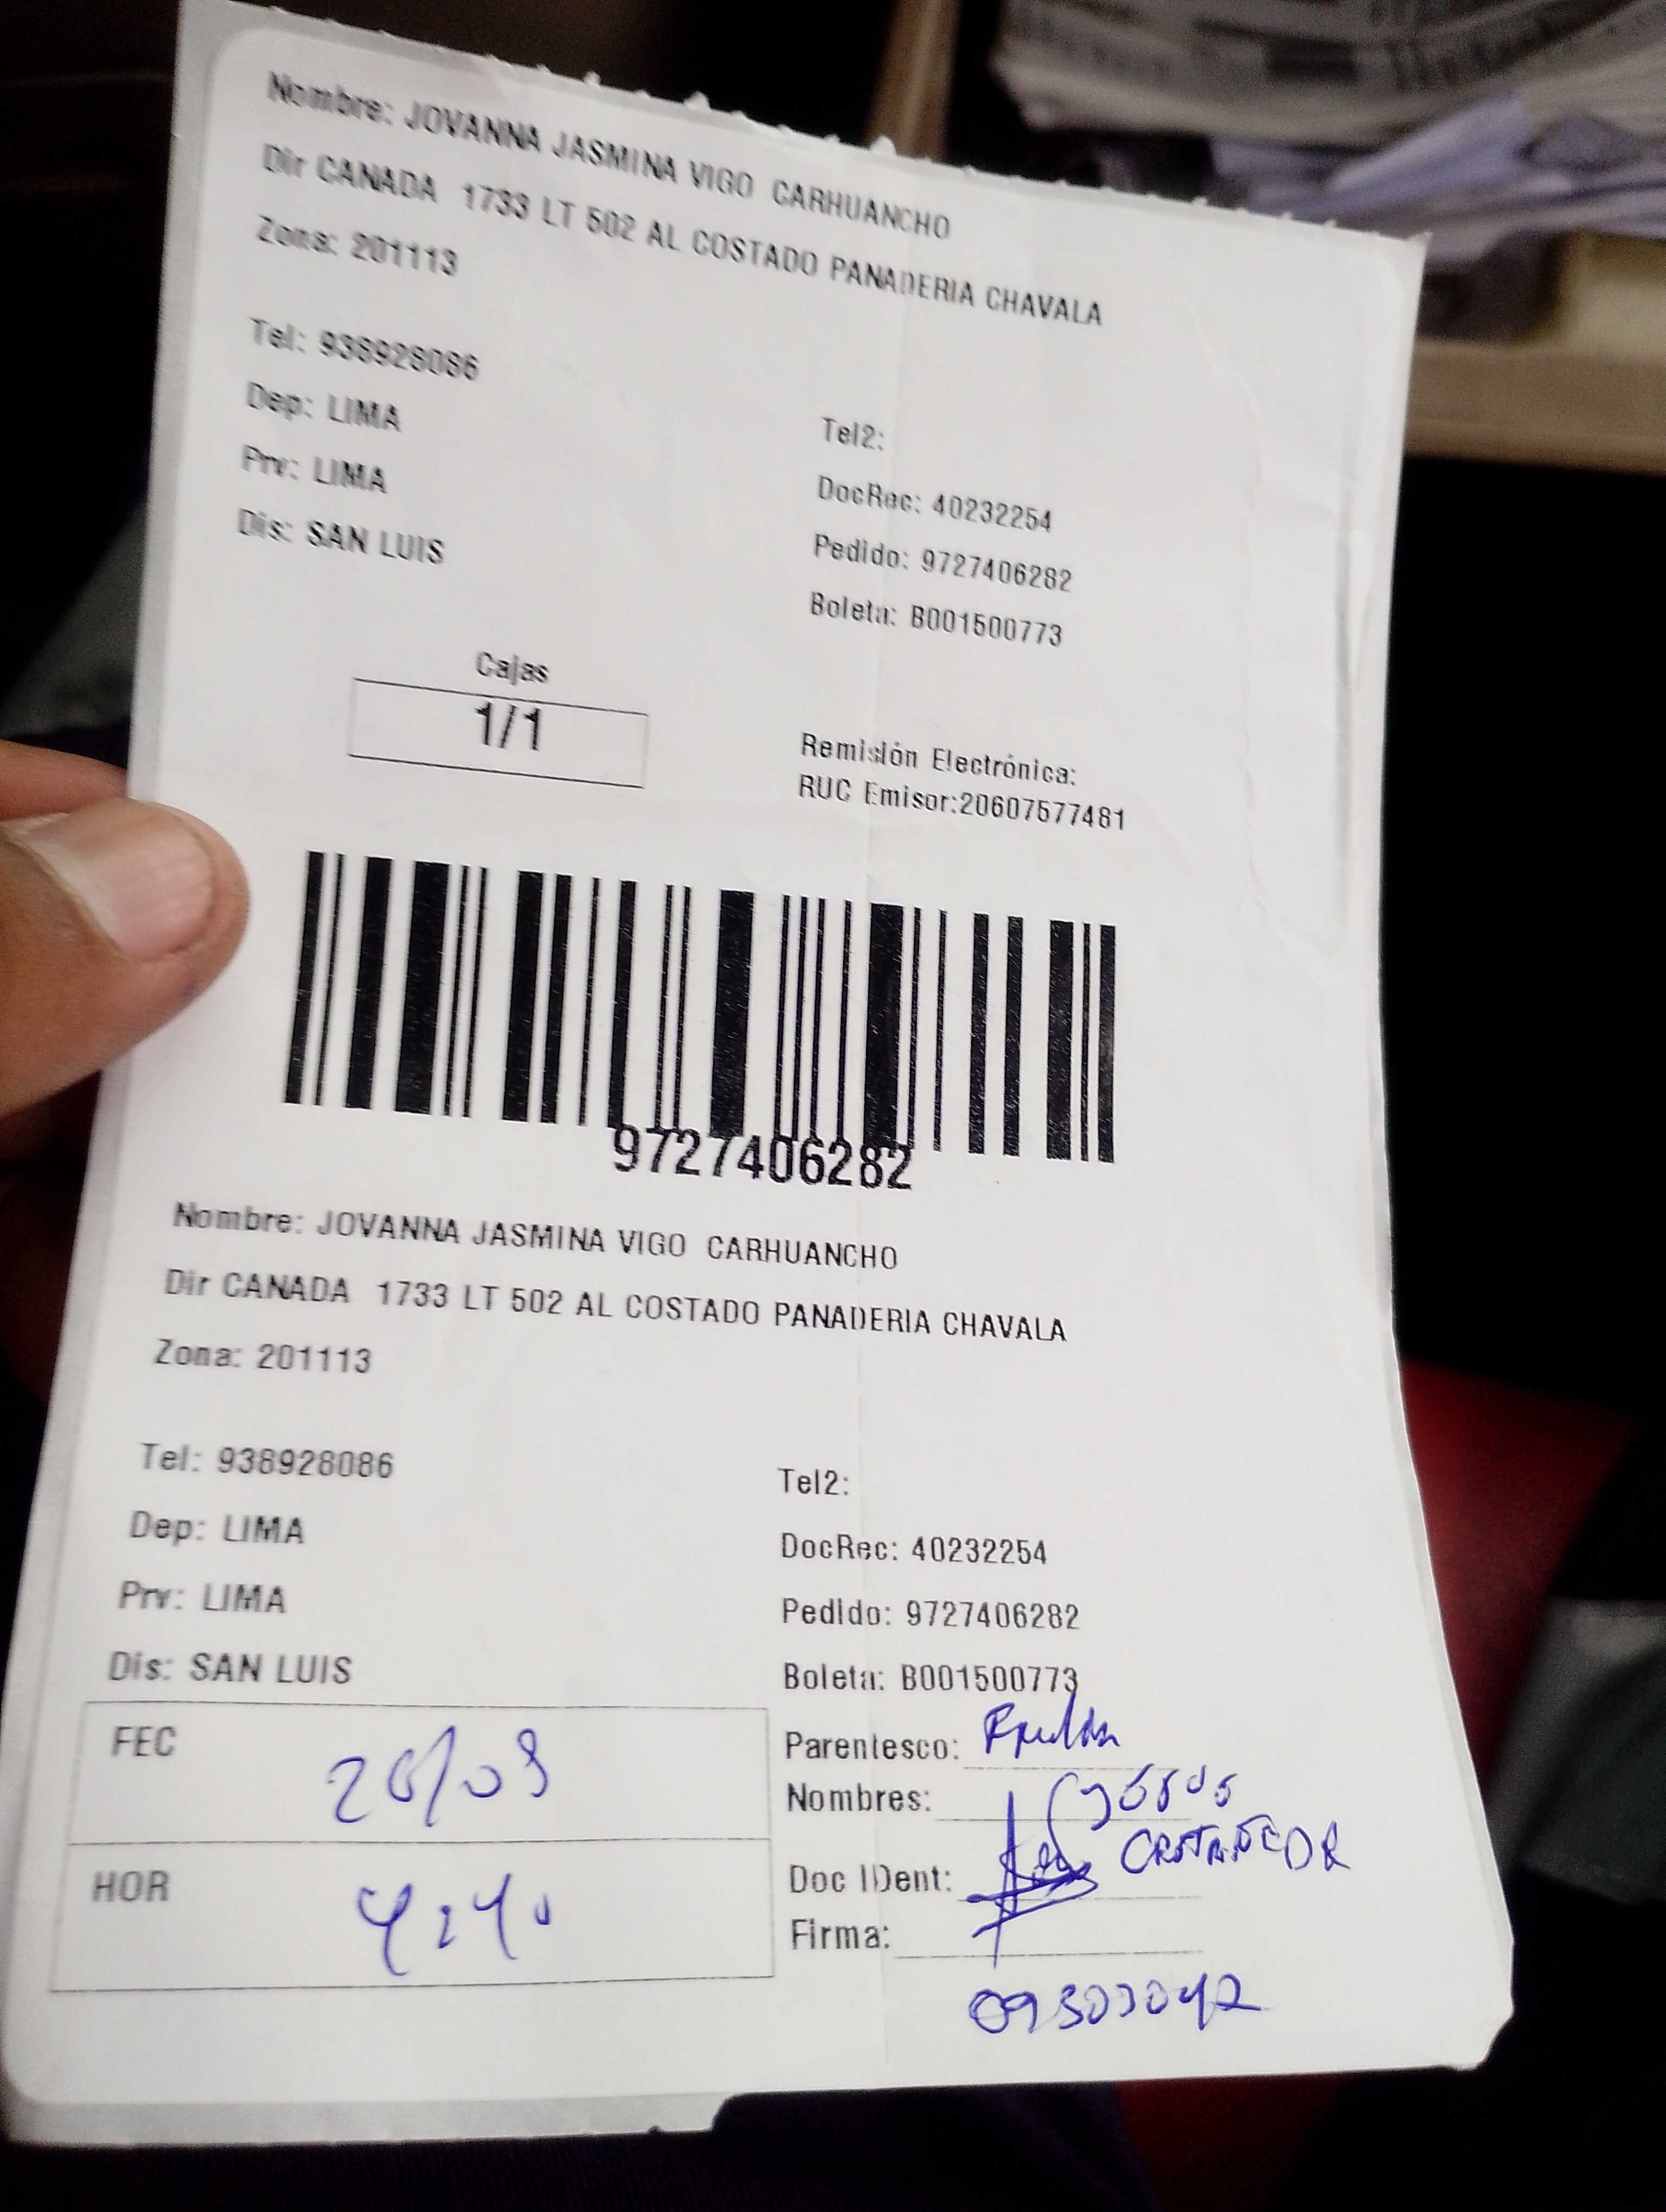 Nombre: JOVANNA JASMINA VIGO CARHUANCHO
Dir CANADA 1733 LT 502 AL COSTADO PANADERIA CHAVALA
Zona: 201113
Tel: 938928086
Tel2:
Dep: LIMA
DocRec: 40232254
Prv: LIMA
Pedido: 9727406282
Dis: SAN LUIS
Boleta: B001500773
Cajas
1/1
Remisión Electrónica:
RUC Emisor:20607577481
9727406282
Nombre: JOVANNA JASMINA VIGO CARHUANCHO
Dir CANADA 1733 LT 502 AL COSTADO PANADERIA CHAVALA
Zona: 201113
Tel: 938928086
Tel2:
Dep: LIMA
DocRec: 40232254
Prv: LIMA
Pedido: 9727406282
Dis: SAN LUIS
Boleta: B001500773
FEC
Parentesco:
Nombres: Jesus
CASTAÑEDA
HOR 4:40
Doc IDent:
Firma: